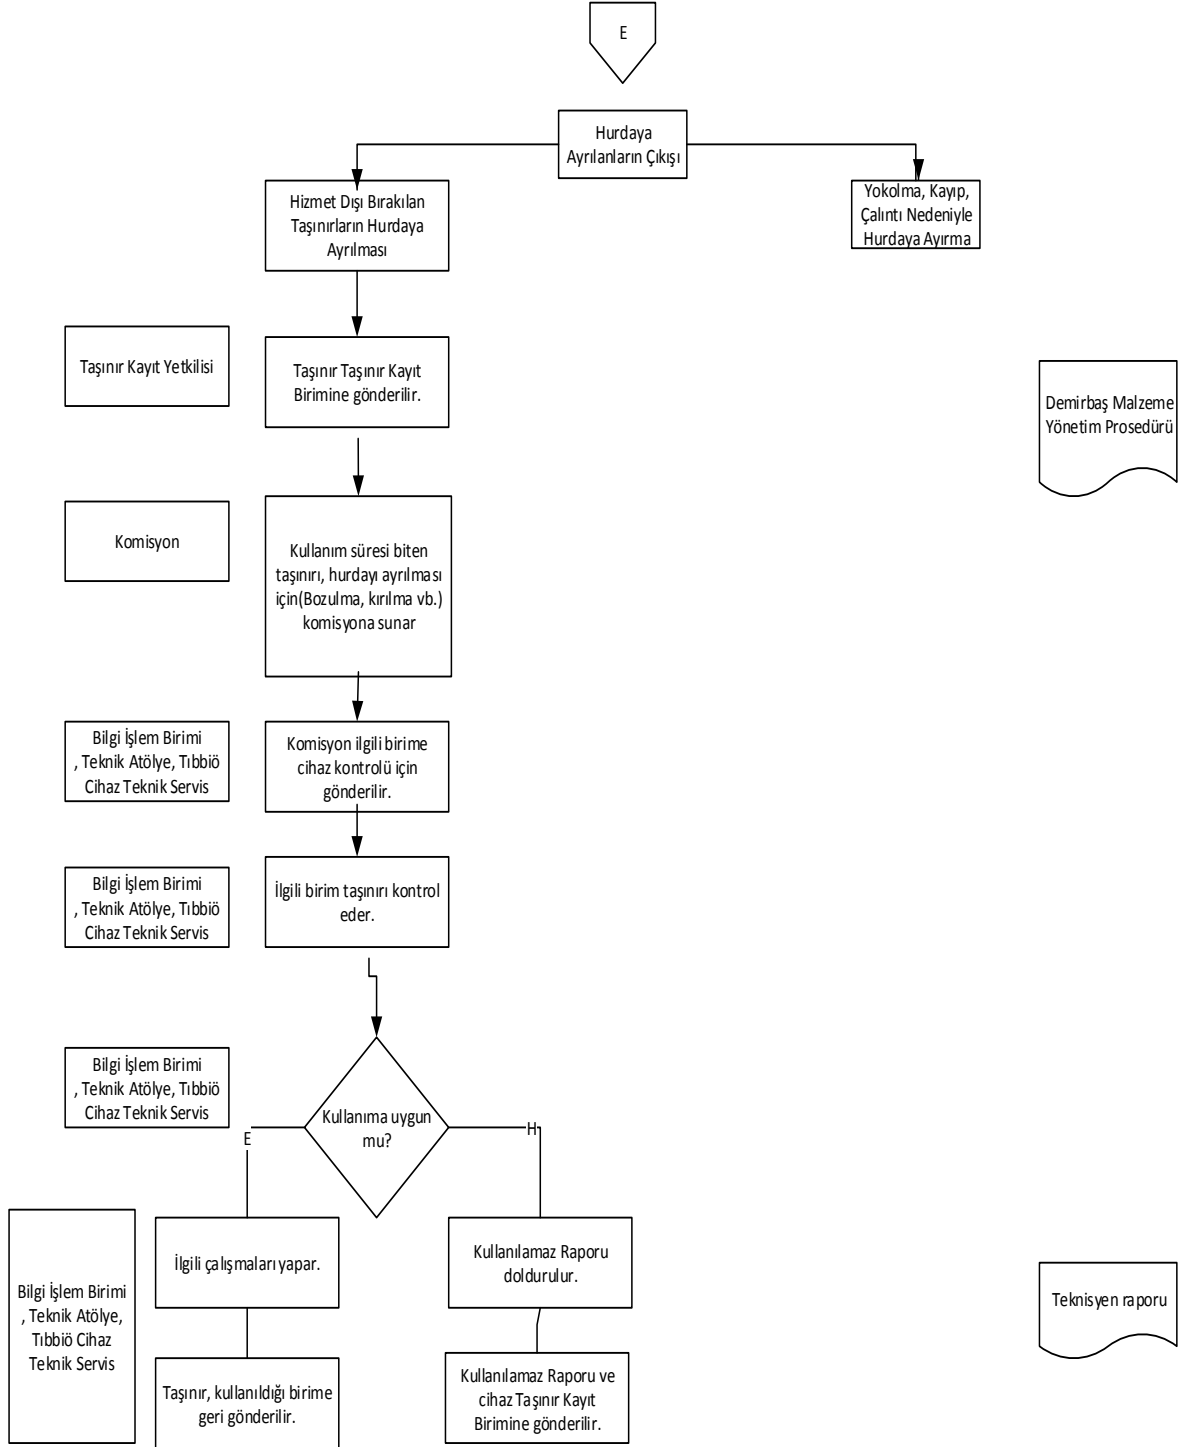 E
Hurdaya
Ayrılanların Çıkışı
Hizmet Dışı Bırakılan
Taşınırların Hurdaya
Ayrılması
Yokolma, Kayıp,
Çalıntı Nedeniyle
Hurdaya Ayırma
Taşınır Kayıt Yetkilisi
Taşınır Taşınır Kayıt
Birimine gönderilir.
Demirbaş Malzeme
Yönetim Prosedürü
Komisyon
Kullanım süresi biten
taşınırı, hurdayı ayrılması
için(Bozulma, kırılma vb.)
komisyona sunar
Bilgi İşlem Birimi
, Teknik Atölye, Tıbbiö
Cihaz Teknik Servis
Komisyon ilgili birime
cihaz kontrolü için
gönderilir.
Bilgi İşlem Birimi
, Teknik Atölye, Tıbbiö
Cihaz Teknik Servis
İlgili birim taşınırı kontrol
eder.
Bilgi İşlem Birimi
, Teknik Atölye, Tıbbiö
Cihaz Teknik Servis
Kullanıma uygun
mu?
E
H
Bilgi İşlem Birimi
, Teknik Atölye,
Tıbbiö Cihaz
Teknik Servis
İlgili çalışmaları yapar.
Kullanılamaz Raporu
doldurulur.
Teknisyen raporu
Taşınır, kullanıldığı birime
geri gönderilir.
Kullanılamaz Raporu ve
cihaz Taşınır Kayıt
Birimine gönderilir.